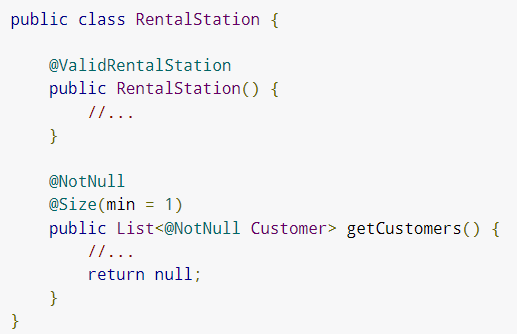 public class RentalStation {
@ValidRentalStation
public RentalStation() {
//...
}
@NotNull
@Size(min = 1)
public List<@NotNull Customer> getCustomers() {
//...
return null;
}
}